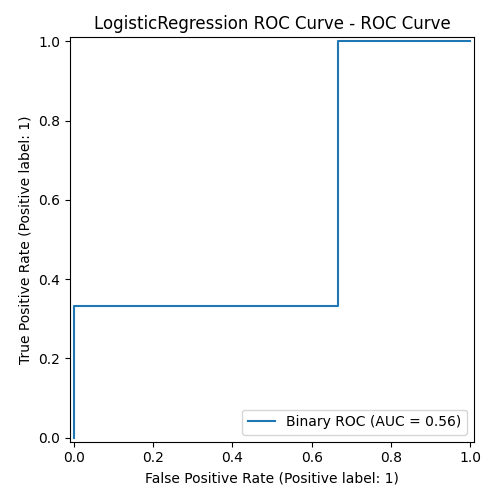 LogisticRegression ROC Curve - ROC Curve
1.0
0.8
0.6
0.4
0.2
0.0
True Positive Rate (Positive label: 1)
Binary ROC (AUC = 0.56)
0.0 0.2 0.4 0.6 0.8 1.0
False Positive Rate (Positive label: 1)